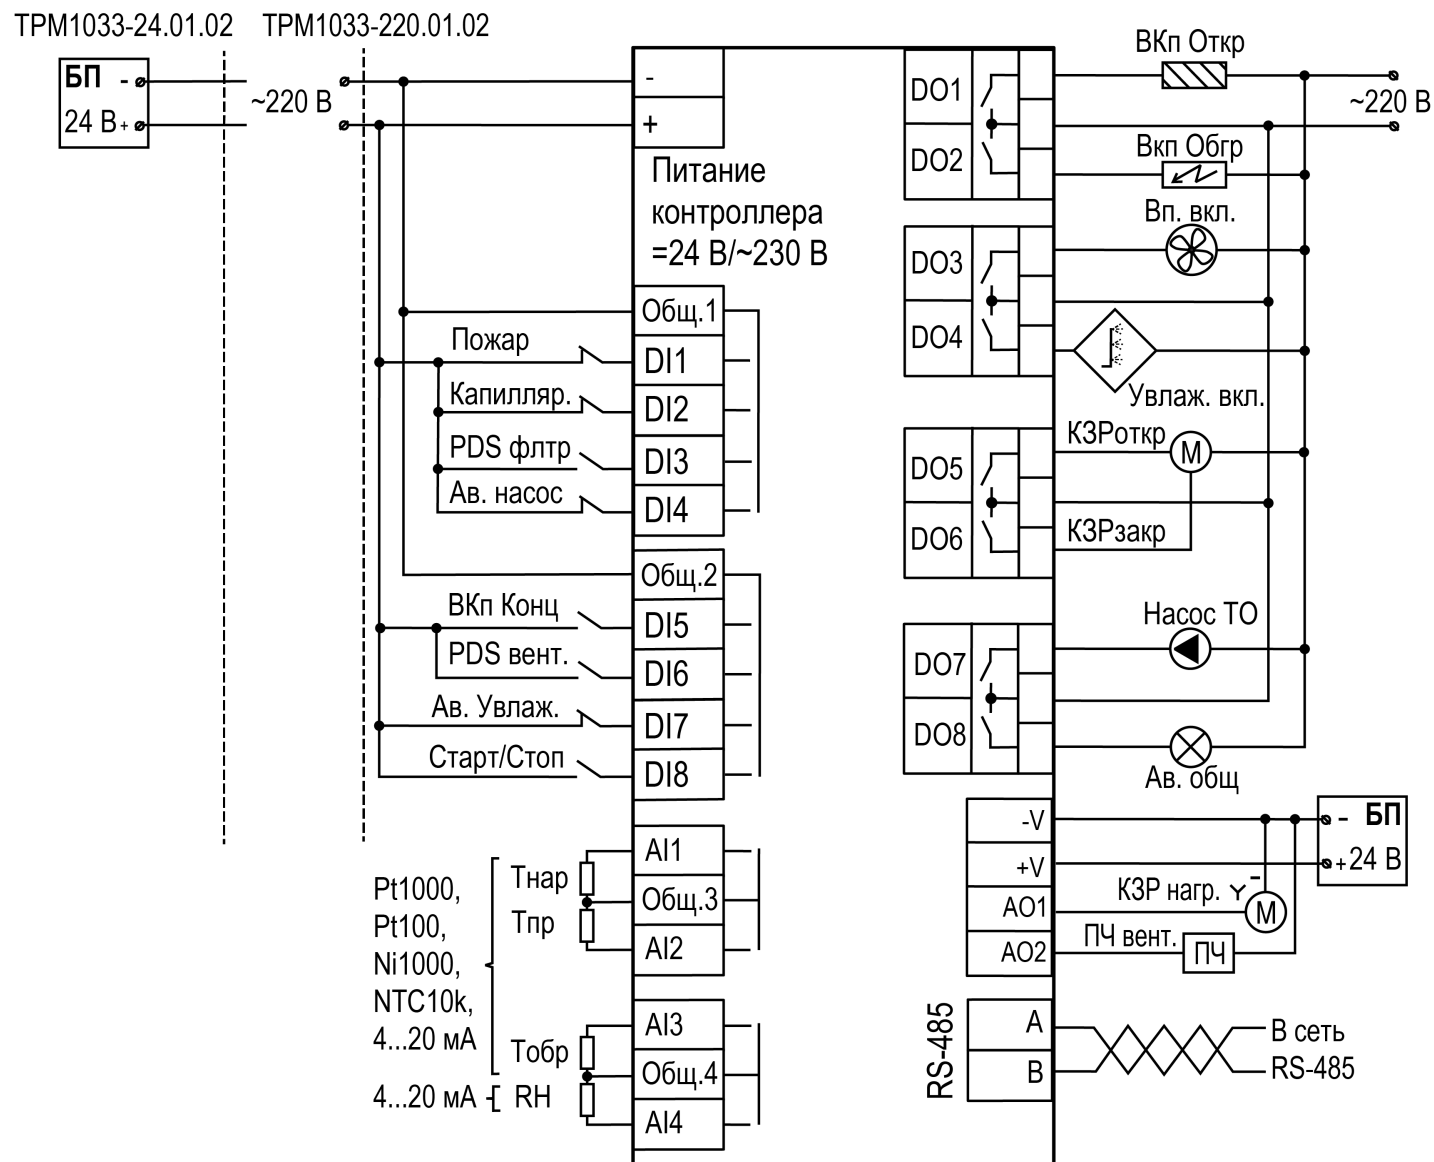 ТРМ1033-24.01.02
ТРМ1033-220.01.02
БП -
24 В +
~220 В
-
+
Питание
контроллера
=24 В/~230 В
Общ.1
Пожар
DI1
Капилляр.
DI2
PDS флтр
DI3
Ав. насос
DI4
Общ.2
ВКп Конц
DI5
PDS вент.
DI6
Ав. Увлаж.
DI7
Старт/Стоп
DI8
Pt1000,
Pt100,
Ni1000,
NTC10k,
4...20 мА
Тнар
Тпр
AI1
Общ.3
AI2
Тобр
4...20 мА
RH
AI3
Общ.4
AI4
DO1
DO2
ВКп Откр
~220 В
Вкп Обгр
DO3
DO4
Вп. вкл.
Увлаж. вкл.
DO5
DO6
КЗРоткр
М
КЗРзакр
DO7
DO8
Насос ТО
Ав. общ
-V
+V
AO1
AO2
- БП
+ 24 В
КЗР нагр. Y -
М
ПЧ вент.
ПЧ
RS-485
A
B
В сеть
RS-485